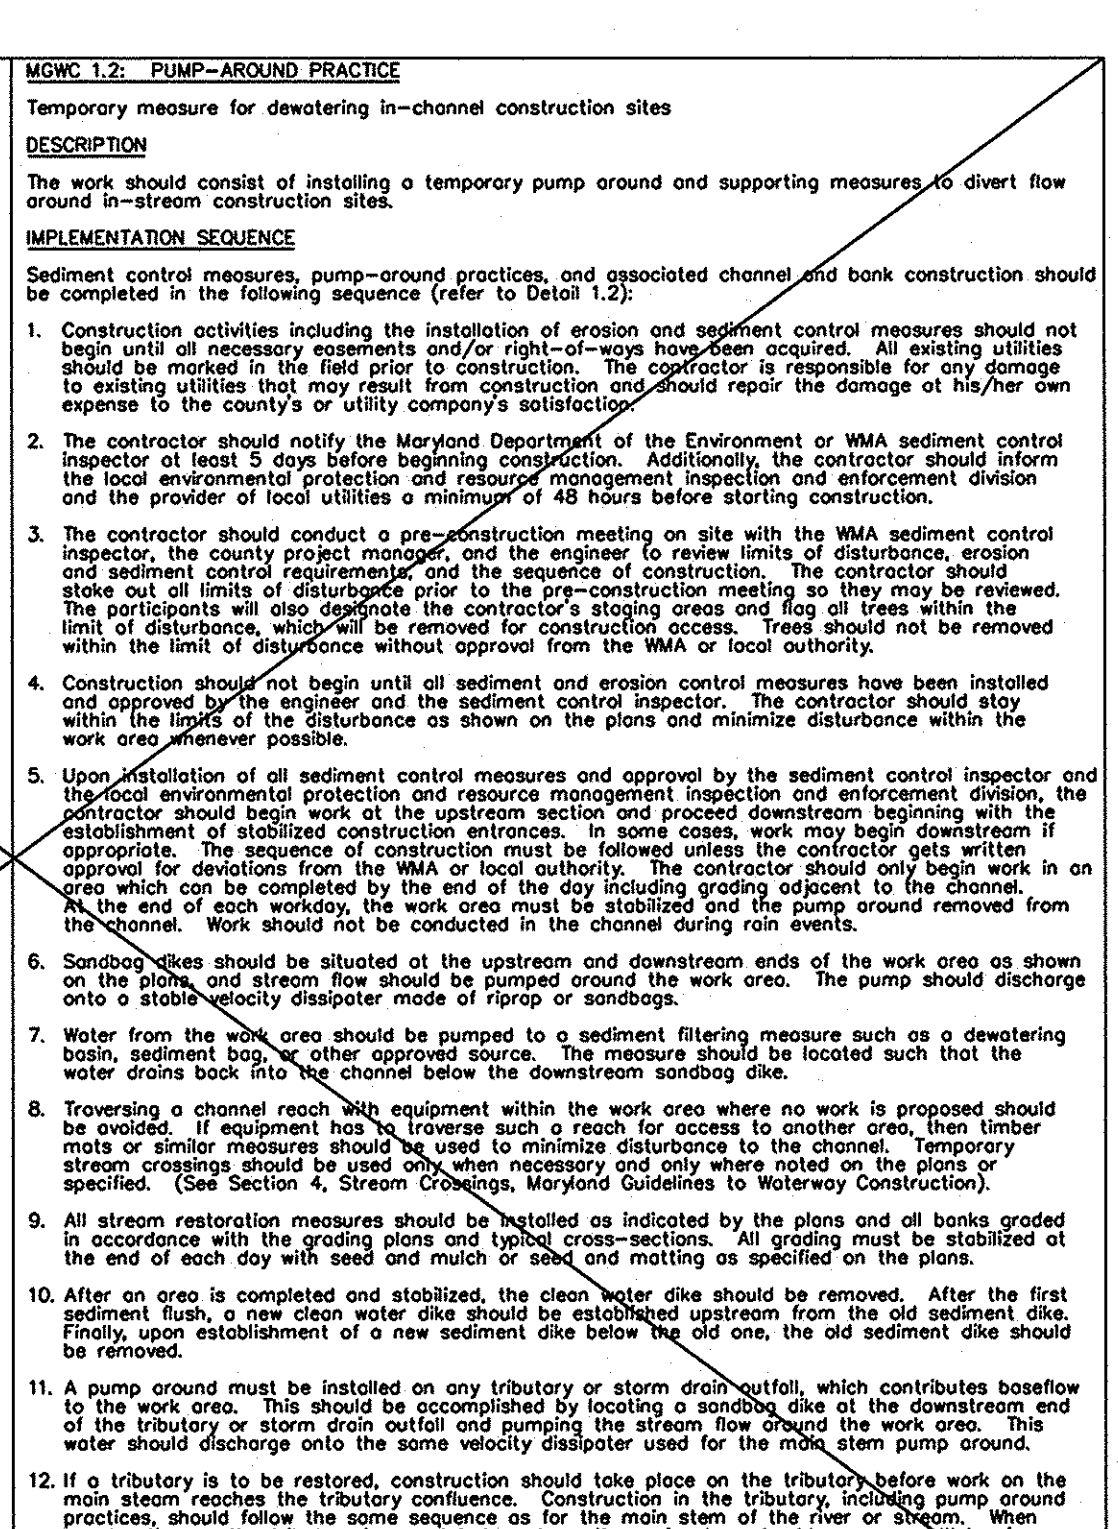 MGWC 1.2: PUMP-AROUND PRACTICE
Temporary measure for dewatering in-channel construction sites
DESCRIPTION
The work should consist of installing a temporary pump around and supporting measures to divert flow
around in-stream construction sites.
IMPLEMENTATION SEQUENCE
Sediment control measures, pump-around practices, and associated channel and bank construction should
be completed in the following sequence (refer to Detail 1.2):
1. Construction activities including the installation of erosion and sediment control measures should not
begin until all necessary easements and/or right-of-ways have been acquired. All existing utilities
should be marked in the field prior to construction. The contractor is responsible for any damage
to existing utilities that may result from construction and should repair the damage at his/her own
expense to the county's or utility company's satisfaction.
2. The contractor should notify the Maryland Department of the Environment or WMA sediment control
inspector at least 5 days before beginning construction. Additionally, the contractor should inform
the local environmental protection and resource management inspection and enforcement division
and the provider of local utilities a minimum of 48 hours before starting construction.
3. The contractor should conduct a pre-construction meeting on site with the WMA sediment control
inspector, the county project manager, and the engineer to review limits of disturbance, erosion
and sediment control requirements, and the sequence of construction. The contractor should
stake out all limits of disturbance prior to the pre-construction meeting so they may be reviewed.
The participants will also designate the contractor's staging areas and flag all trees within the
limit of disturbance, which will be removed for construction access. Trees should not be removed
within the limit of disturbance without approval from the WMA or local authority.
4. Construction should not begin until all sediment and erosion control measures have been installed
and approved by the engineer and the sediment control inspector. The contractor should stay
within the limits of the disturbance as shown on the plans and minimize disturbance within the
work area whenever possible.
5. Upon installation of all sediment control measures and approval by the sediment control inspector and
the local environmental protection and resource management inspection and enforcement division, the
contractor should begin work at the upstream section and proceed downstream beginning with the
establishment of stabilized construction entrances. In some cases, work may begin downstream if
appropriate. The sequence of construction must be followed unless the contractor gets written
approval for deviations from the WMA or local authority. The contractor should only begin work in an
area which can be completed by the end of the day including grading adjacent to the channel.
At the end of each workday, the work area must be stabilized and the pump around removed from
the channel. Work should not be conducted in the channel during rain events.
6. Sandbag dikes should be situated at the upstream and downstream ends of the work area as shown
on the plans, and stream flow should be pumped around the work area. The pump should discharge
onto a stable velocity dissipater made of riprap or sandbags.
7. Water from the work area should be pumped to a sediment filtering measure such as a dewatering
basin, sediment bag, or other approved source. The measure should be located such that the
water drains back into the channel below the downstream sandbag dike.
8. Traversing a channel reach with equipment within the work area where no work is proposed should
be avoided. If equipment has to traverse such a reach for access to another area, then timber
mats or similar measures should be used to minimize disturbance to the channel. Temporary
stream crossings should be used only when necessary and only where noted on the plans or
specified. (See Section 4, Stream Crossings, Maryland Guidelines to Waterway Construction).
9. All stream restoration measures should be installed as indicated by the plans and all banks graded
in accordance with the grading plans and typical cross-sections. All grading must be stabilized at
the end of each day with seed and mulch or seed and matting as specified on the plans.
10. After an area is completed and stabilized, the clean water dike should be removed. After the first
sediment flush, a new clean water dike should be established upstream from the old sediment dike.
Finally, upon establishment of a new sediment dike below the old one, the old sediment dike should
be removed.
11. A pump around must be installed on any tributary or storm drain outfall, which contributes baseflow
to the work area. This should be accomplished by locating a sandbag dike at the downstream end
of the tributary or storm drain outfall and pumping the stream flow around the work area. This
water should discharge onto the same velocity dissipater used for the main stem pump around.
12. If a tributary is to be restored, construction should take place on the tributary before work on the
main steam reaches the tributary confluence. Construction in the tributary, including pump around
practices, should follow the same sequence as for the main stem of the river or stream. When